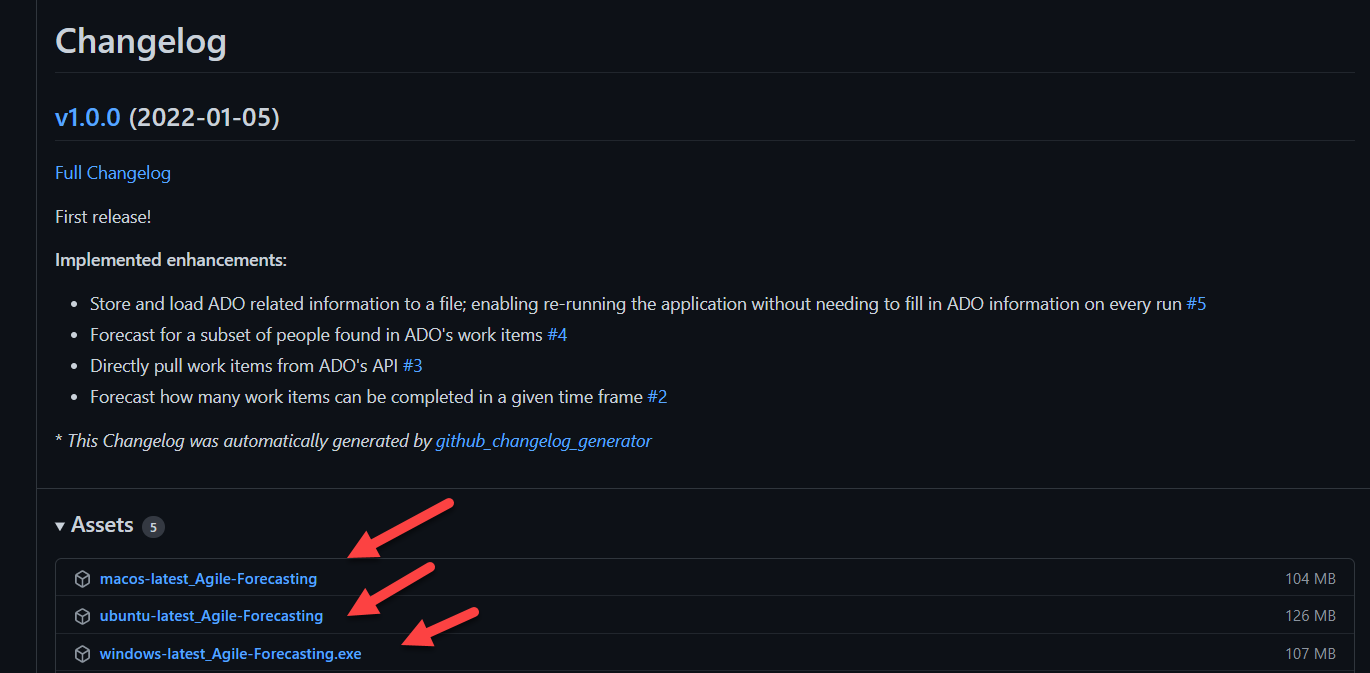 Changelog
v1.0.0 (2022-01-05)
Full Changelog
First release!
Implemented enhancements:
• Store and load ADO related information to a file; enabling re-running the application without needing to fill in ADO information on every run #5
• Forecast for a subset of people found in ADO's work items #4
• Directly pull work items from ADO's API #3
• Forecast how many work items can be completed in a given time frame #2
* This Changelog was automatically generated by github_changelog_generator
▾ Assets 5
macos-latest_Agile-Forecasting 104 MB
ubuntu-latest_Agile-Forecasting 126 MB
windows-latest_Agile-Forecasting.exe 107 MB